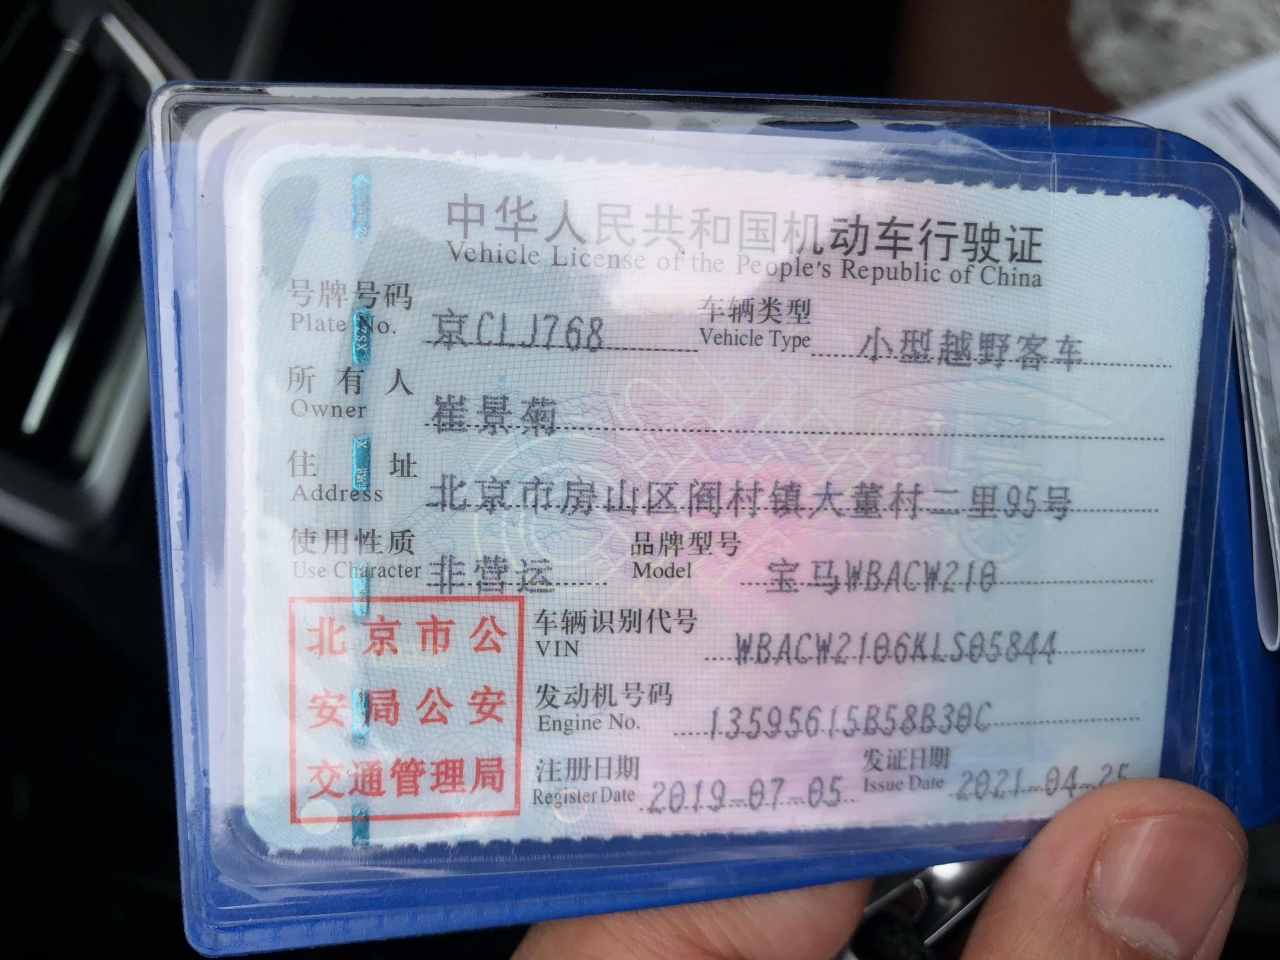 中华人民共和国机动车行驶证
Vehicle License of the People's Republic of China
号牌号码 京CLJ768 车辆类型 小型越野客车
Plate No. Vehicle Type
所有人 崔景菊
Owner
住址 北京市房山区阎村镇大董村二里95号
Address
使用性质 非营运 品牌型号 宝马WBACW210
Use Character Model
北京市公
安局公安
交通管理局
车辆识别代号 WBACW2106KLS05844
VIN
发动机号码 13595615B58B30C
Engine No.
注册日期 2019-07-05 发证日期 2021-04-25
Register Date Issue Date